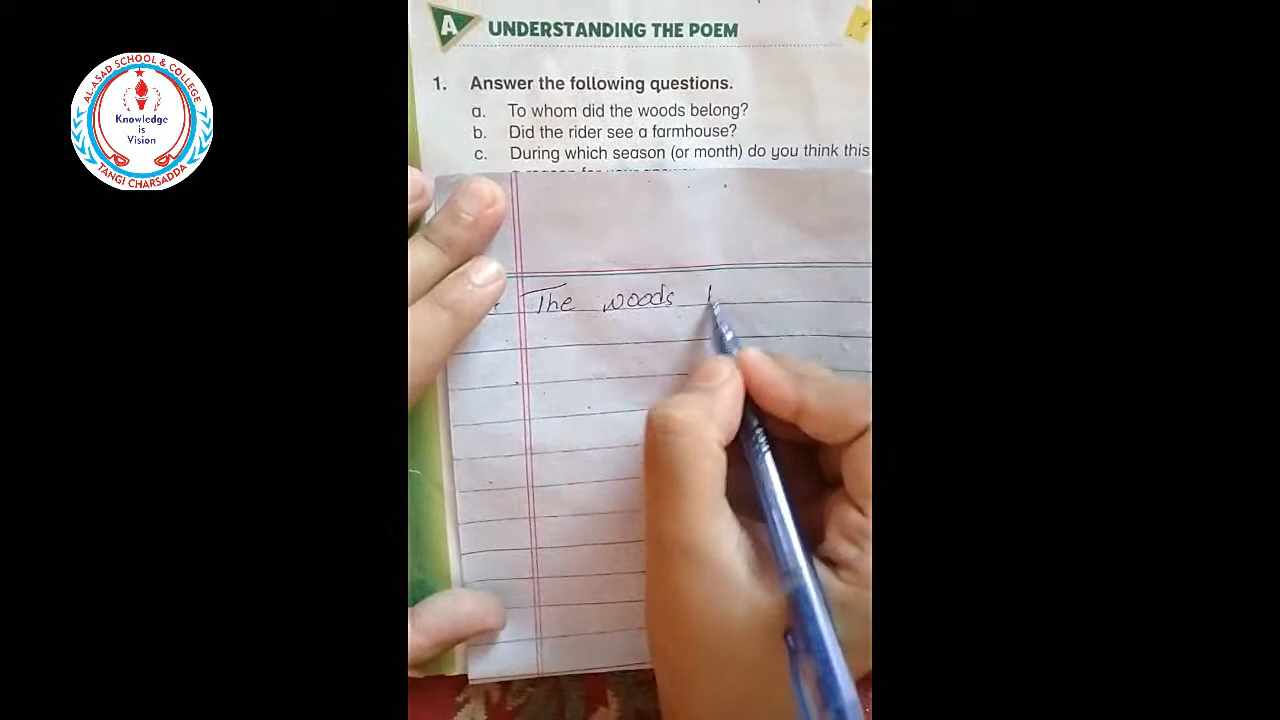 AL-ASAD SCHOOL & COLLEGE
Knowledge
is
Vision
TANGI CHARSADDA
A UNDERSTANDING THE POEM
1. Answer the following questions.
a. To whom did the woods belong?
b. Did the rider see a farmhouse?
c. During which season (or month) do you think this
The woods